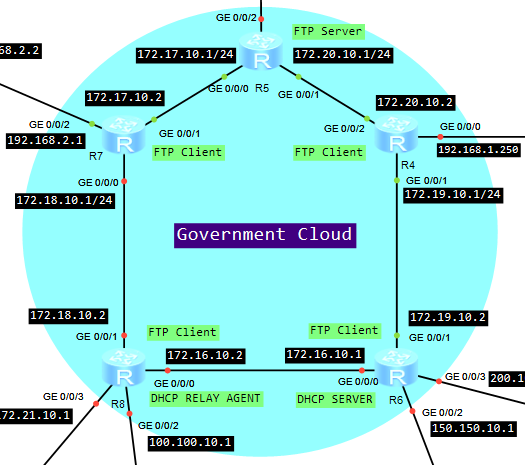 GE 0/0/2
FTP Server
172.17.10.1/24
172.20.10.1/24
R
R5
GE 0/0/0
GE 0/0/1
68.2.2
172.17.10.2
172.20.10.2
GE 0/0/2
GE 0/0/1
GE 0/0/2
GE 0/0/0
192.168.2.1
R
R7
FTP Client
FTP Client
R
R4
192.168.1.250
GE 0/0/0
GE 0/0/1
172.18.10.1/24
172.19.10.1/24
Government Cloud
172.18.10.2
172.19.10.2
GE 0/0/1
FTP Client
FTP Client
GE 0/0/1
172.16.10.2
172.16.10.1
R
R
GE 0/0/0
GE 0/0/0
GE 0/0/3
200.1
GE 0/0/3
R8
DHCP RELAY AGENT
DHCP SERVER
R6
172.21.10.1
GE 0/0/2
GE 0/0/2
100.100.10.1
150.150.10.1